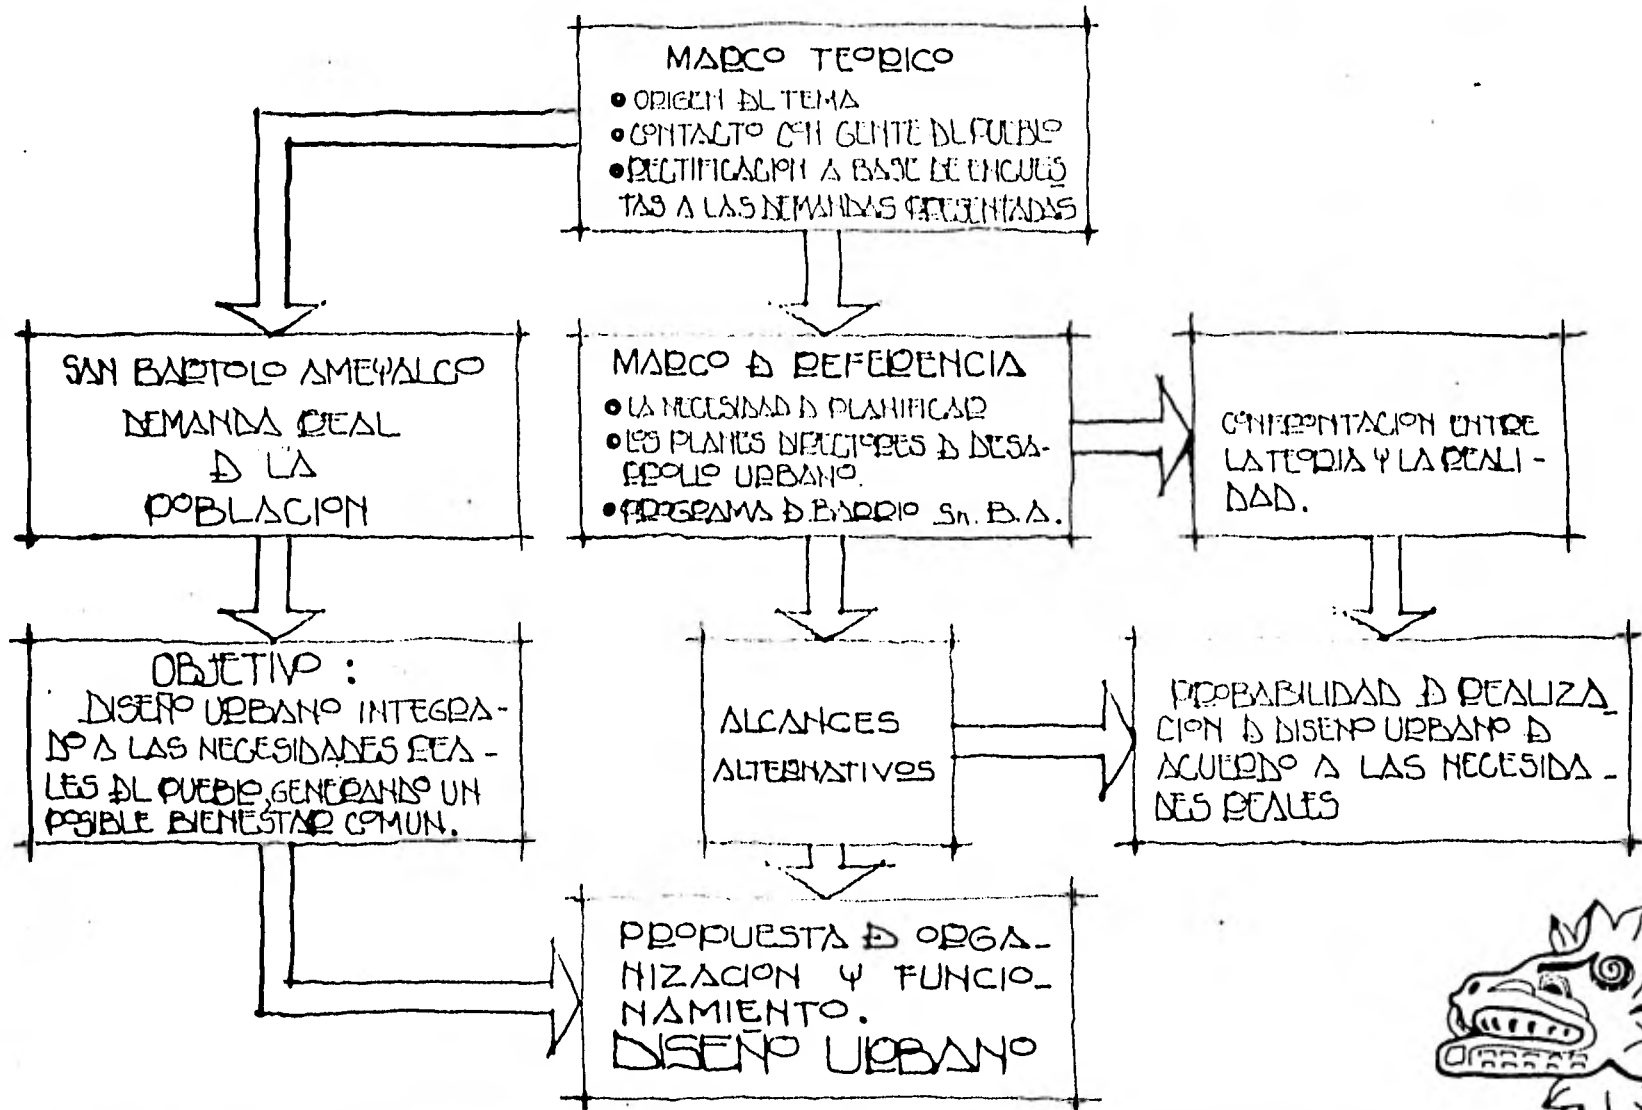 MARCO TEORICO
• ORIGEN DL TEMA
• CONTACTO CON GENTE DL PUEBLO
• RECTIFICACION A BASE DE ENCUES
TAS A LAS DEMANDAS PRESENTADAS
SAN BARTOLO AMEYALCO
DEMANDA REAL
D LA
POBLACION
MARCO D REFERENCIA
• LA NECESIDAD D PLANIFICAR
• LOS PLANES DIRECTORES D DESA-
RROLLO URBANO.
• PROGRAMA D BARRIO Sn. B.A.
CONFRONTACION ENTRE
LA TEORIA Y LA REALI-
DAD.
OBJETIVO :
DISEÑO URBANO INTEGRA-
DO A LAS NECESIDADES REA-
LES DL PUEBLO, GENERANDO UN
POSIBLE BIENESTAR COMUN.
ALCANCES
ALTERNATIVOS
PROBABILIDAD D REALIZA_
CION D DISEÑO URBANO D
ACUERDO A LAS NECESIDA_
DES REALES
PROPUESTA D ORGA_
NIZACION Y FUNCIO_
NAMIENTO.
DISEÑO URBANO